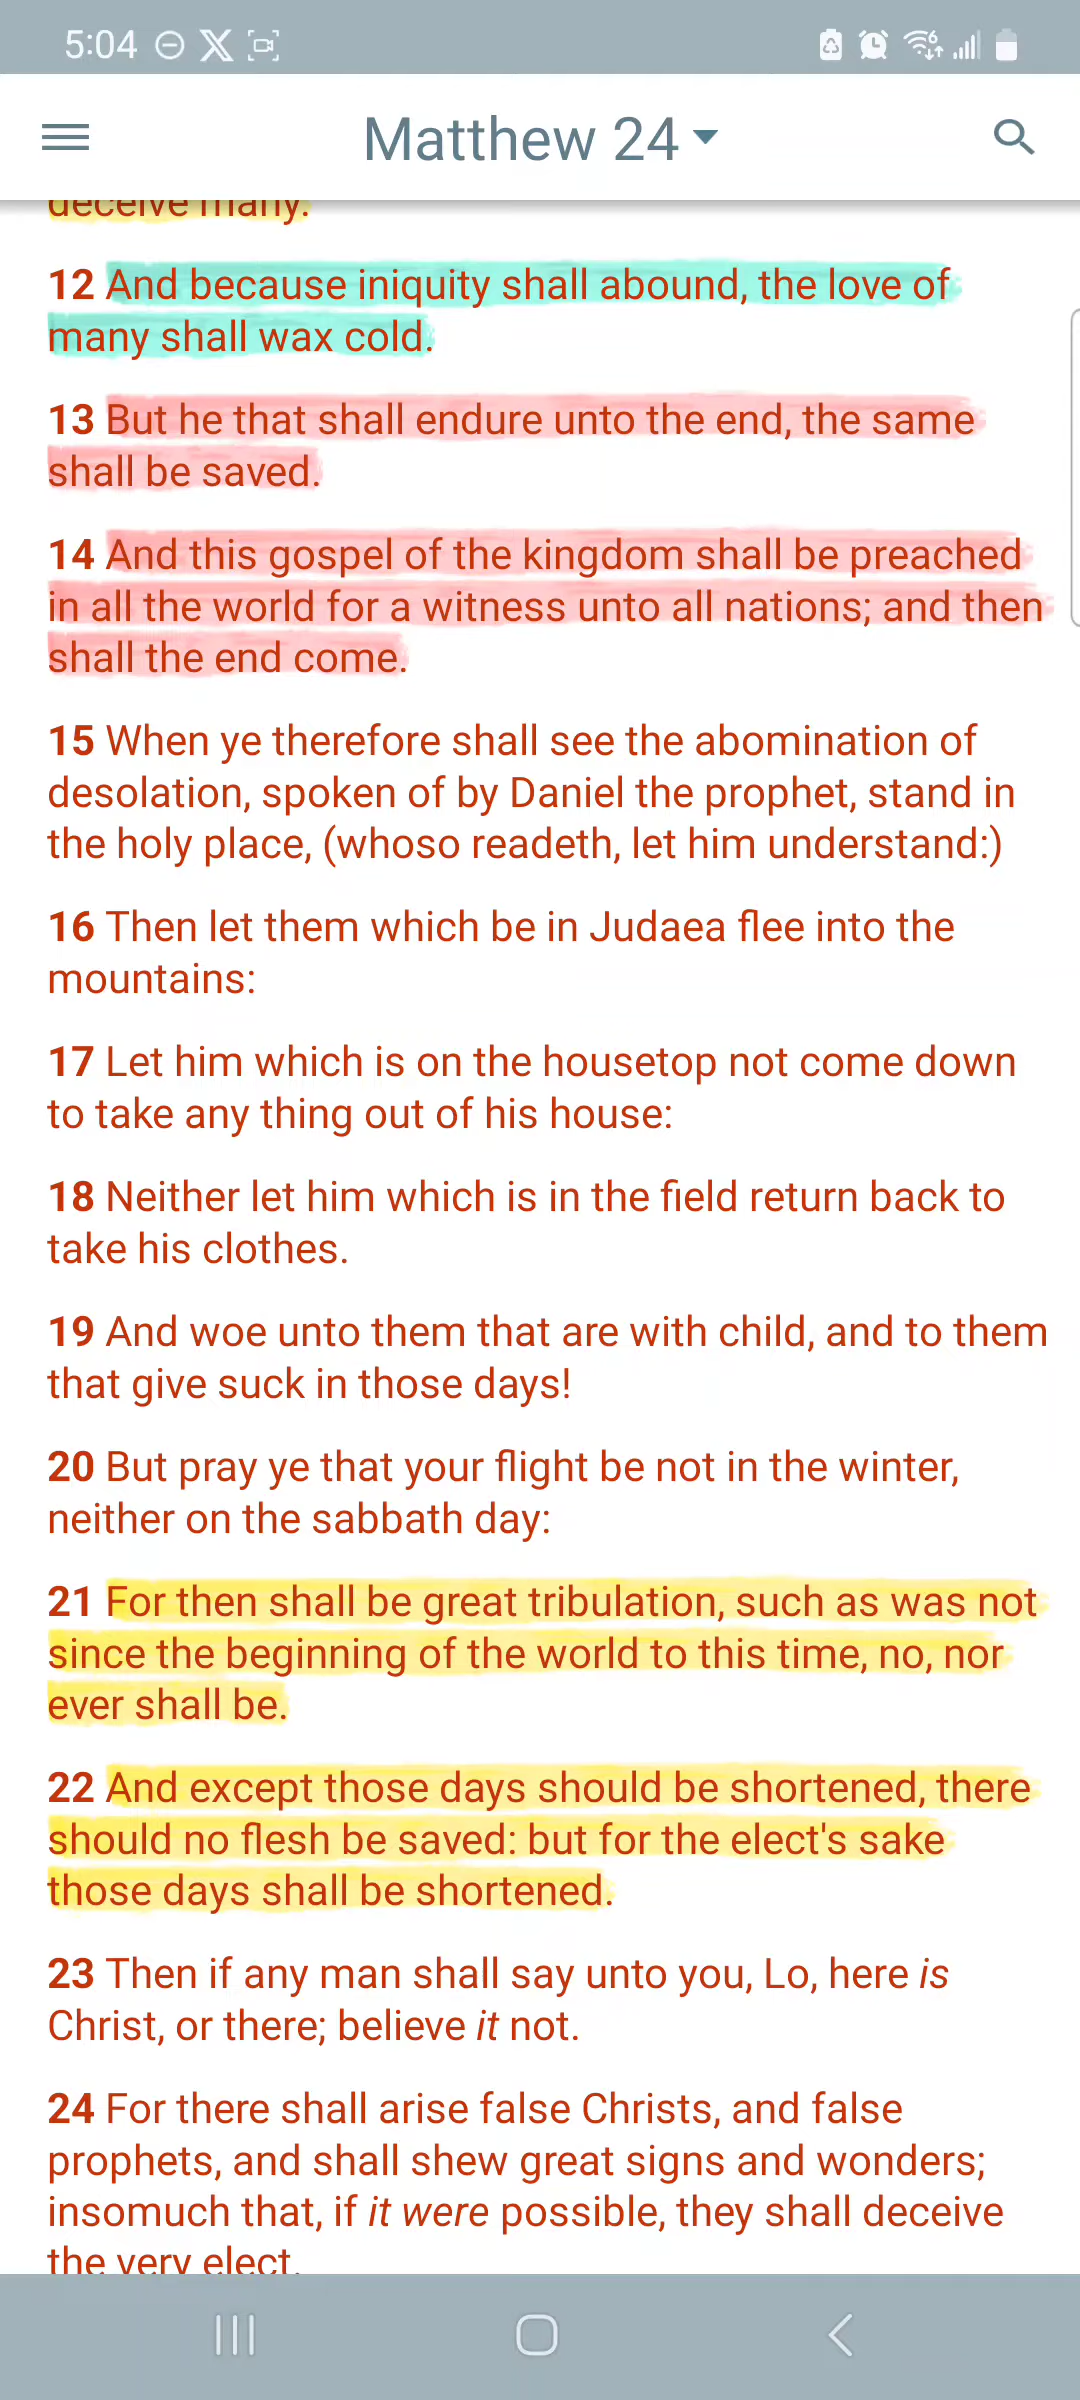 5:04
Matthew 24
deceive many.
12 And because iniquity shall abound, the love of
many shall wax cold.
13 But he that shall endure unto the end, the same
shall be saved.
14 And this gospel of the kingdom shall be preached
in all the world for a witness unto all nations; and then
shall the end come.
15 When ye therefore shall see the abomination of
desolation, spoken of by Daniel the prophet, stand in
the holy place, (whoso readeth, let him understand:)
16 Then let them which be in Judaea flee into the
mountains:
17 Let him which is on the housetop not come down
to take any thing out of his house:
18 Neither let him which is in the field return back to
take his clothes.
19 And woe unto them that are with child, and to them
that give suck in those days!
20 But pray ye that your flight be not in the winter,
neither on the sabbath day:
21 For then shall be great tribulation, such as was not
since the beginning of the world to this time, no, nor
ever shall be.
22 And except those days should be shortened, there
should no flesh be saved: but for the elect's sake
those days shall be shortened.
23 Then if any man shall say unto you, Lo, here is
Christ, or there; believe it not.
24 For there shall arise false Christs, and false
prophets, and shall shew great signs and wonders;
insomuch that, if it were possible, they shall deceive
the very elect.